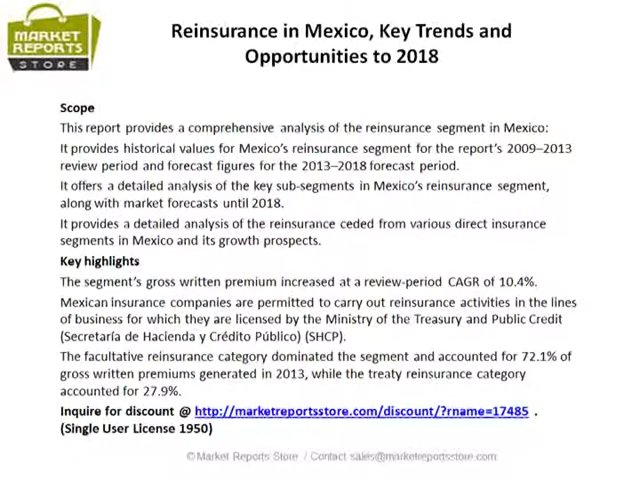 MARKET
REPORTS
STORE
Reinsurance in Mexico, Key Trends and
Opportunities to 2018
Scope
This report provides a comprehensive analysis of the reinsurance segment in Mexico:
It provides historical values for Mexico's reinsurance segment for the report's 2009–2013
review period and forecast figures for the 2013–2018 forecast period.
It offers a detailed analysis of the key sub-segments in Mexico's reinsurance segment,
along with market forecasts until 2018.
It provides a detailed analysis of the reinsurance ceded from various direct insurance
segments in Mexico and its growth prospects.
Key highlights
The segment's gross written premium increased at a review-period CAGR of 10.4%.
Mexican insurance companies are permitted to carry out reinsurance activities in the lines
of business for which they are licensed by the Ministry of the Treasury and Public Credit
(Secretaría de Hacienda y Crédito Público) (SHCP).
The facultative reinsurance category dominated the segment and accounted for 72.1% of
gross written premiums generated in 2013, while the treaty reinsurance category
accounted for 27.9%.
Inquire for discount @ http://marketreportsstore.com/discount/?rname=17485 .
(Single User License 1950)
© Market Reports Store / Contact sales@marketreportsstore.com